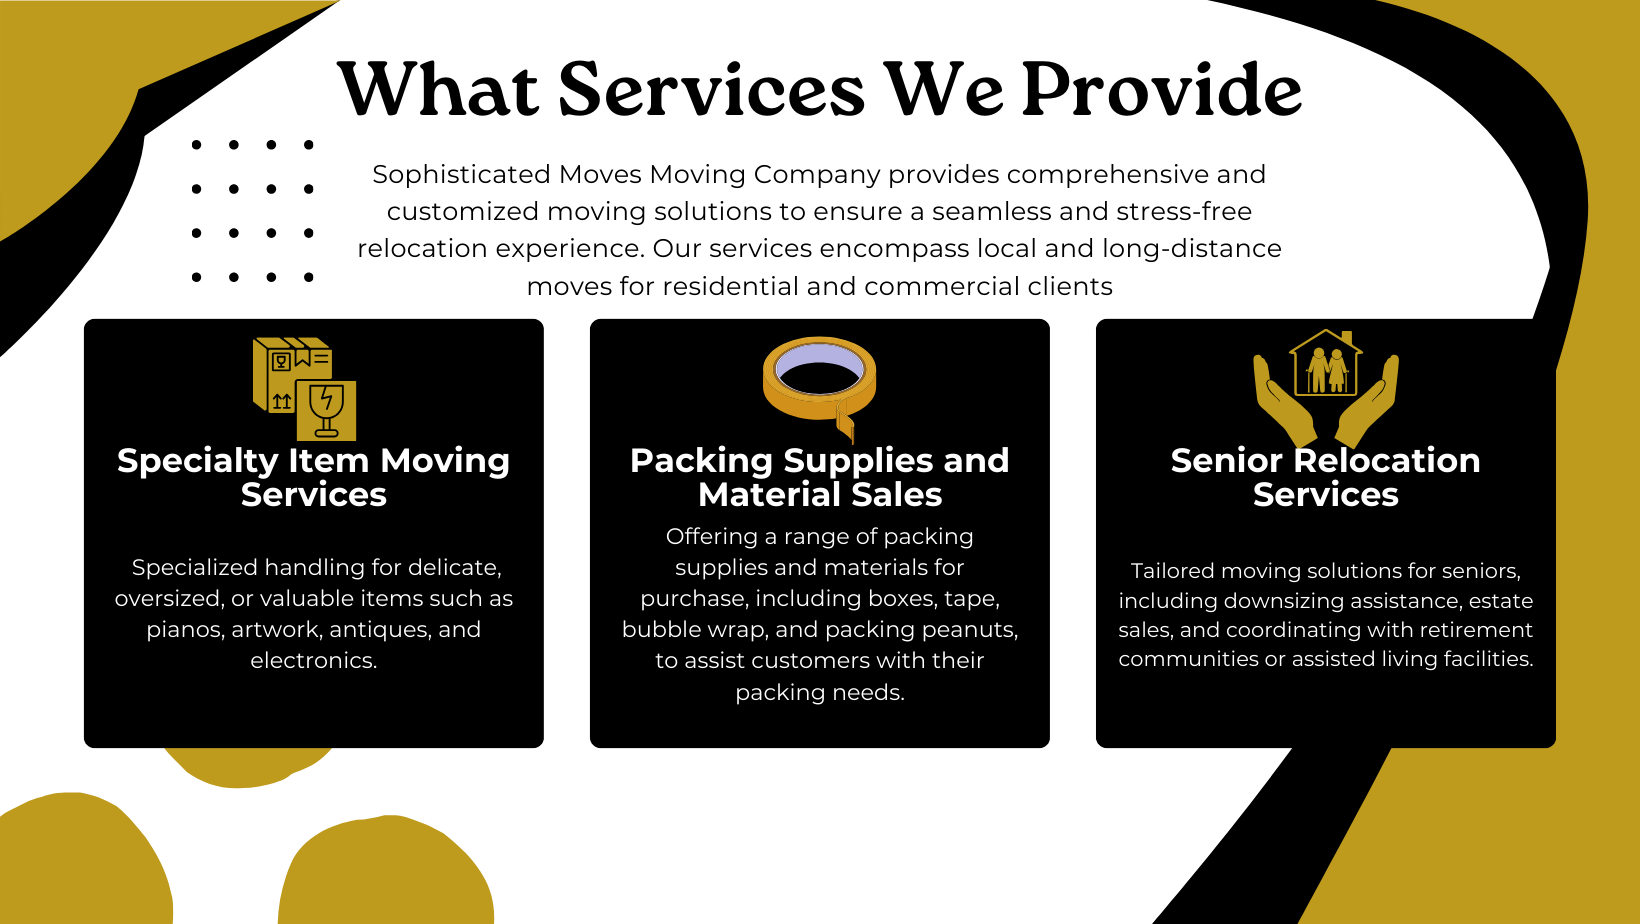 What Services We Provide
Sophisticated Moves Moving Company provides comprehensive and
customized moving solutions to ensure a seamless and stress-free
relocation experience. Our services encompass local and long-distance
moves for residential and commercial clients
Specialty Item Moving
Services
Specialized handling for delicate,
oversized, or valuable items such as
pianos, artwork, antiques, and
electronics.
Packing Supplies and
Material Sales
Offering a range of packing
supplies and materials for
purchase, including boxes, tape,
bubble wrap, and packing peanuts,
to assist customers with their
packing needs.
Senior Relocation
Services
Tailored moving solutions for seniors,
including downsizing assistance, estate
sales, and coordinating with retirement
communities or assisted living facilities.